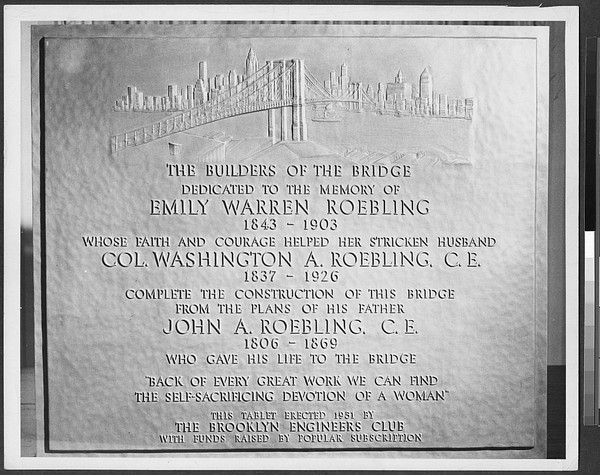 THE BUILDERS OF THE BRIDGE
DEDICATED TO THE MEMORY OF
EMILY WARREN ROEBLING
1843 – 1903
WHOSE FAITH AND COURAGE HELPED HER STRICKEN HUSBAND
COL. WASHINGTON A. ROEBLING, C. E.
1837 – 1926
COMPLETE THE CONSTRUCTION OF THIS BRIDGE
FROM THE PLANS OF HIS FATHER
JOHN A. ROEBLING, C. E.
1806 – 1869
WHO GAVE HIS LIFE TO THE BRIDGE
"BACK OF EVERY GREAT WORK WE CAN FIND
THE SELF-SACRIFICING DEVOTION OF A WOMAN"
THIS TABLET ERECTED 1951 BY
THE BROOKLYN ENGINEERS CLUB
WITH FUNDS RAISED BY POPULAR SUBSCRIPTION